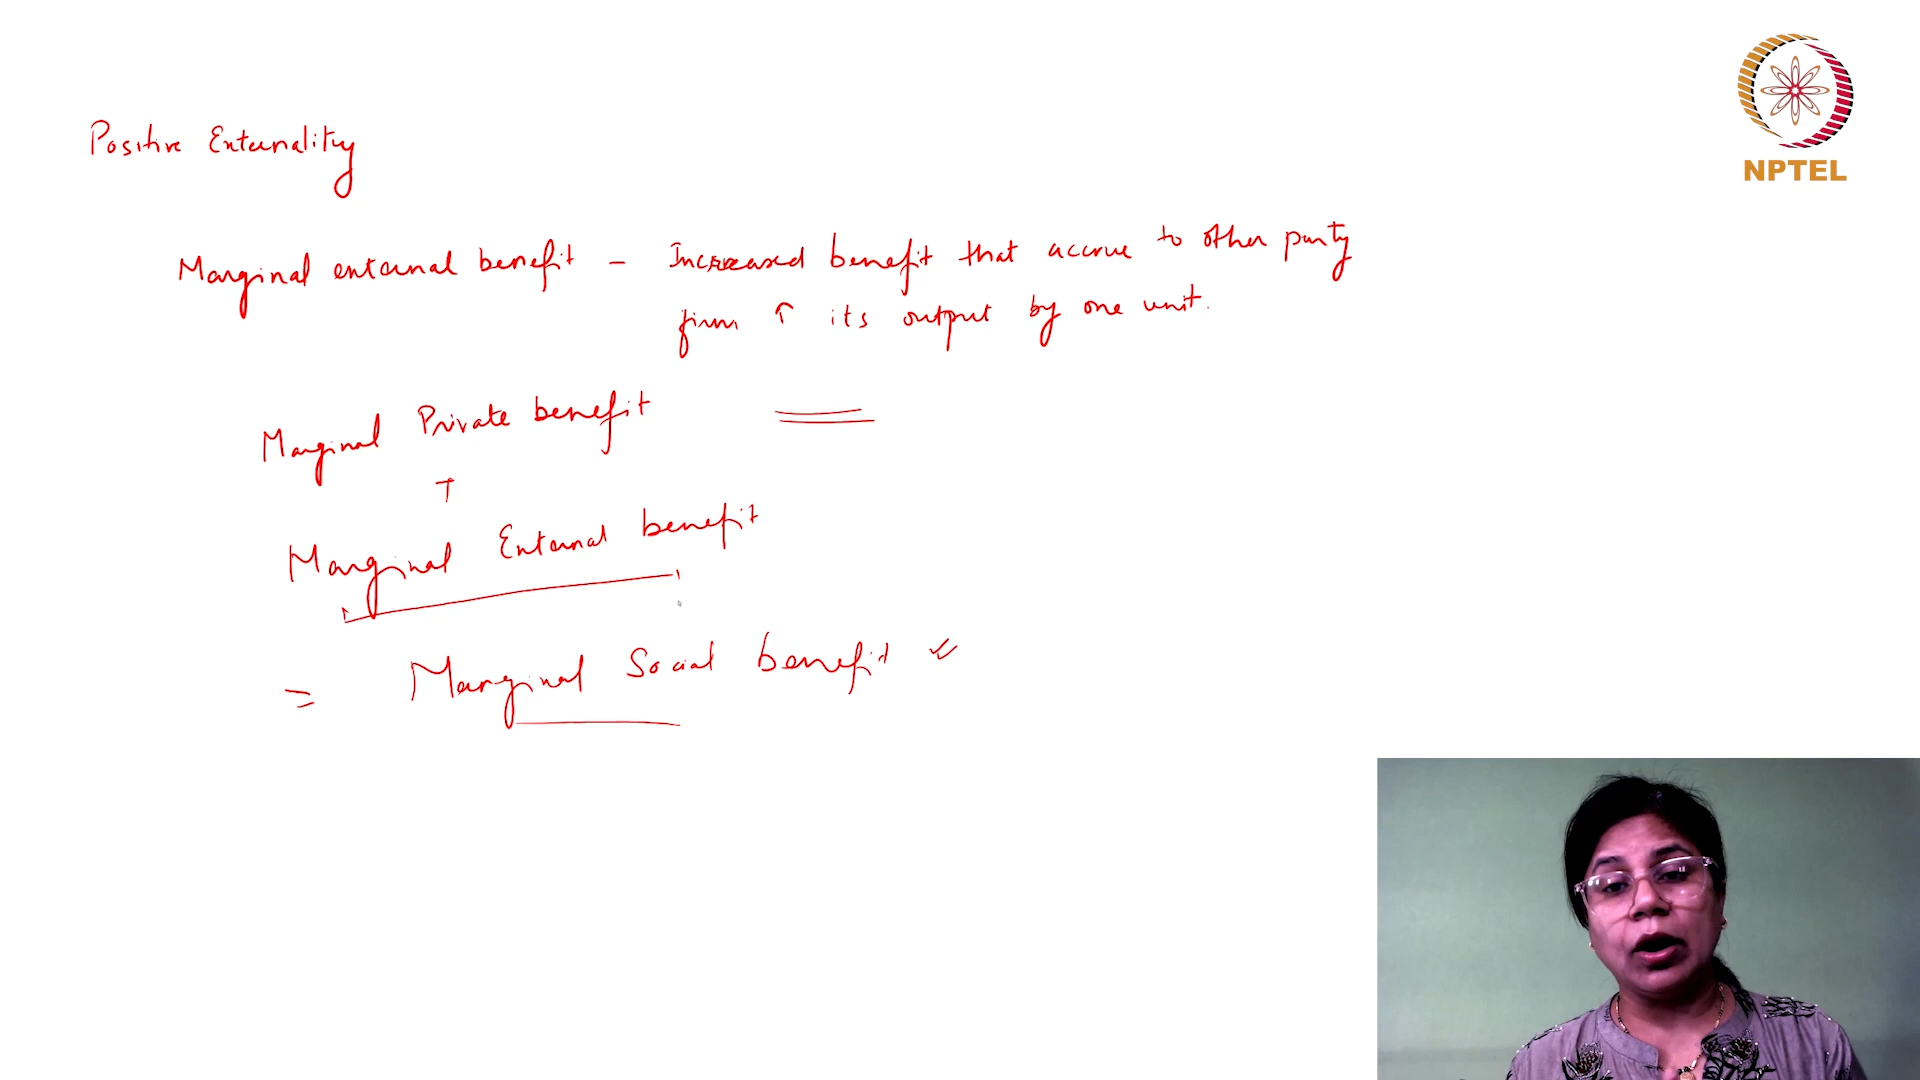 Positive Externality
NPTEL
Marginal external benefit - Increased benefit that accrue to other party
firm ↑ its output by one unit.
Marginal Private benefit
+
Marginal External benefit
= Marginal Social benefit